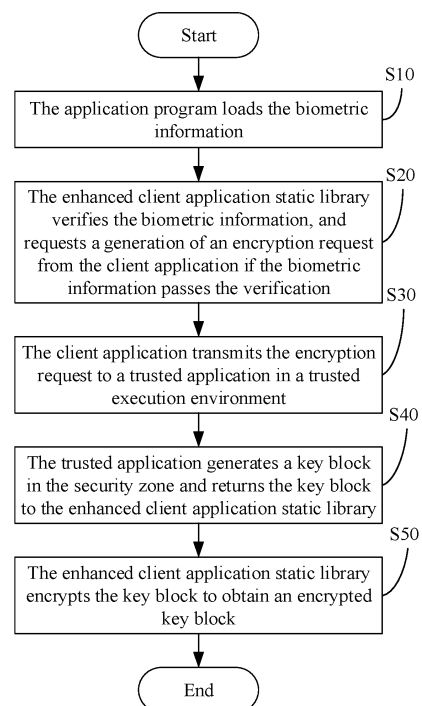 Start
S10
The application program loads the biometric
information
S20
The enhanced client application static library
verifies the biometric information, and
requests a generation of an encryption request
from the client application if the biometric
information passes the verification
S30
The client application transmits the encryption
request to a trusted application in a trusted
execution environment
S40
The trusted application generates a key block
in the security zone and returns the key block
to the enhanced client application static library
S50
The enhanced client application static library
encrypts the key block to obtain an encrypted
key block
End